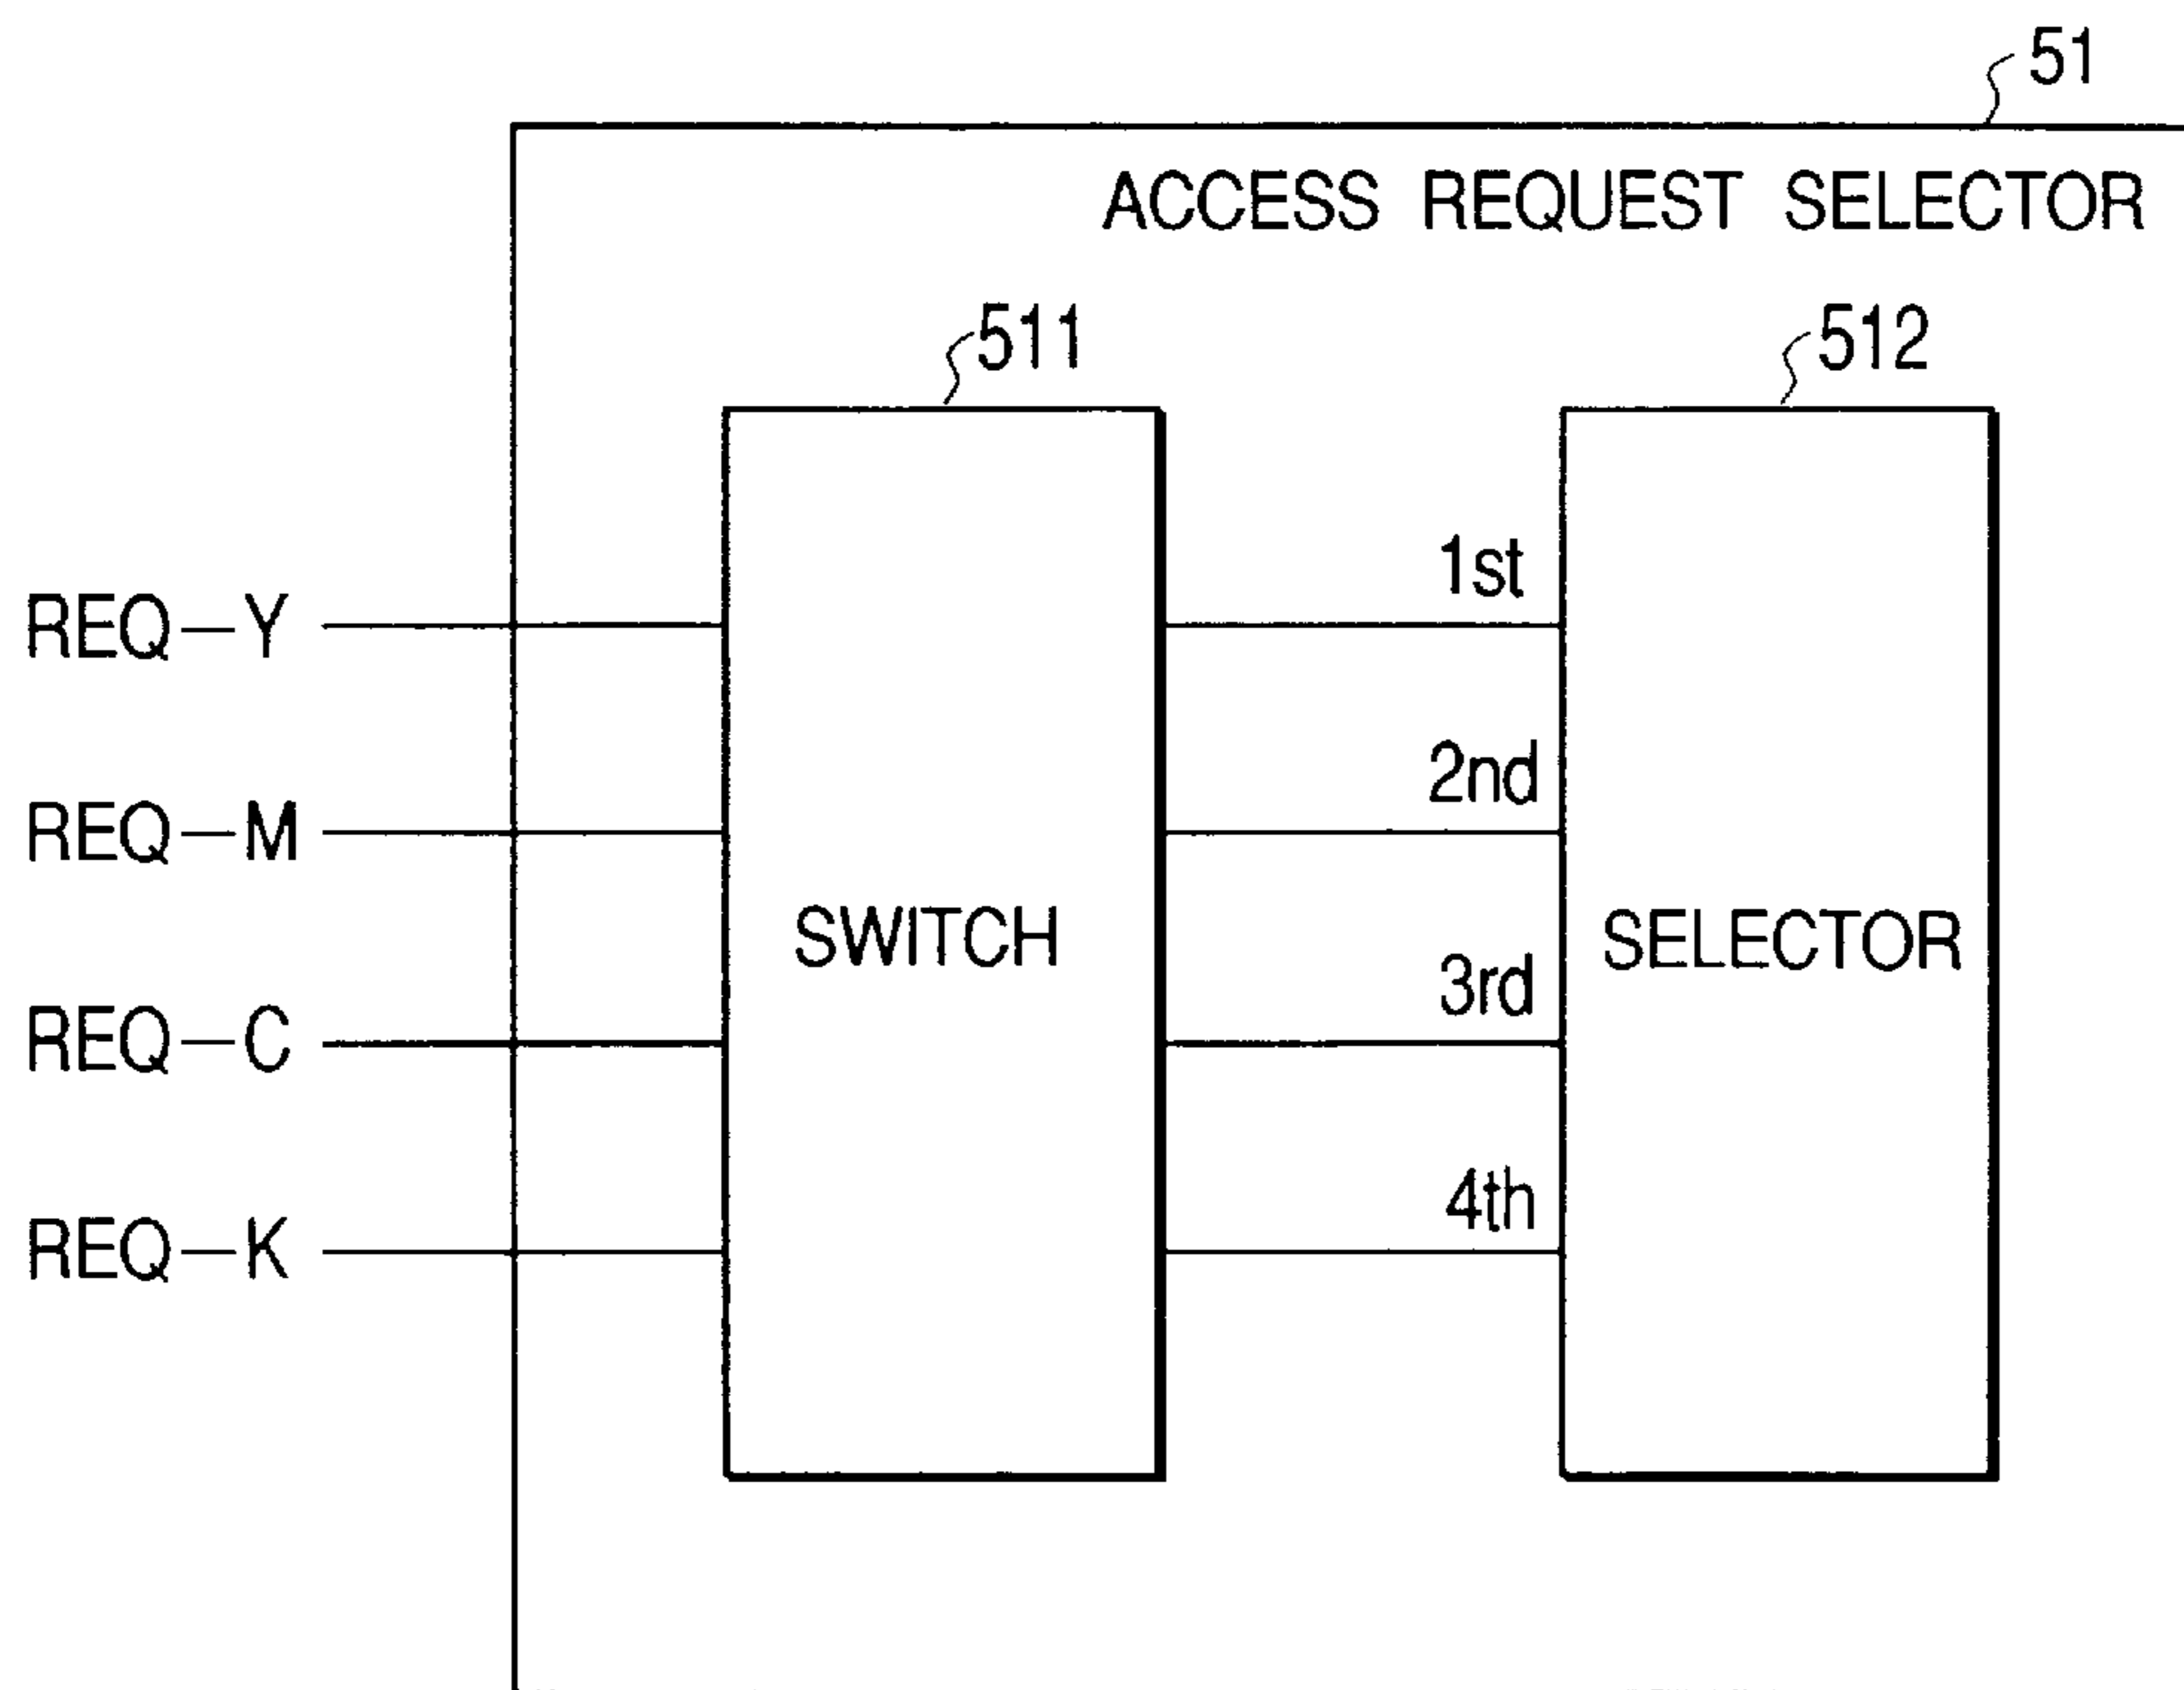 51
ACCESS REQUEST SELECTOR
511
512
1st
REQ—Y
2nd
REQ—M
SWITCH
SELECTOR
3rd
REQ—C
4th
REQ—K